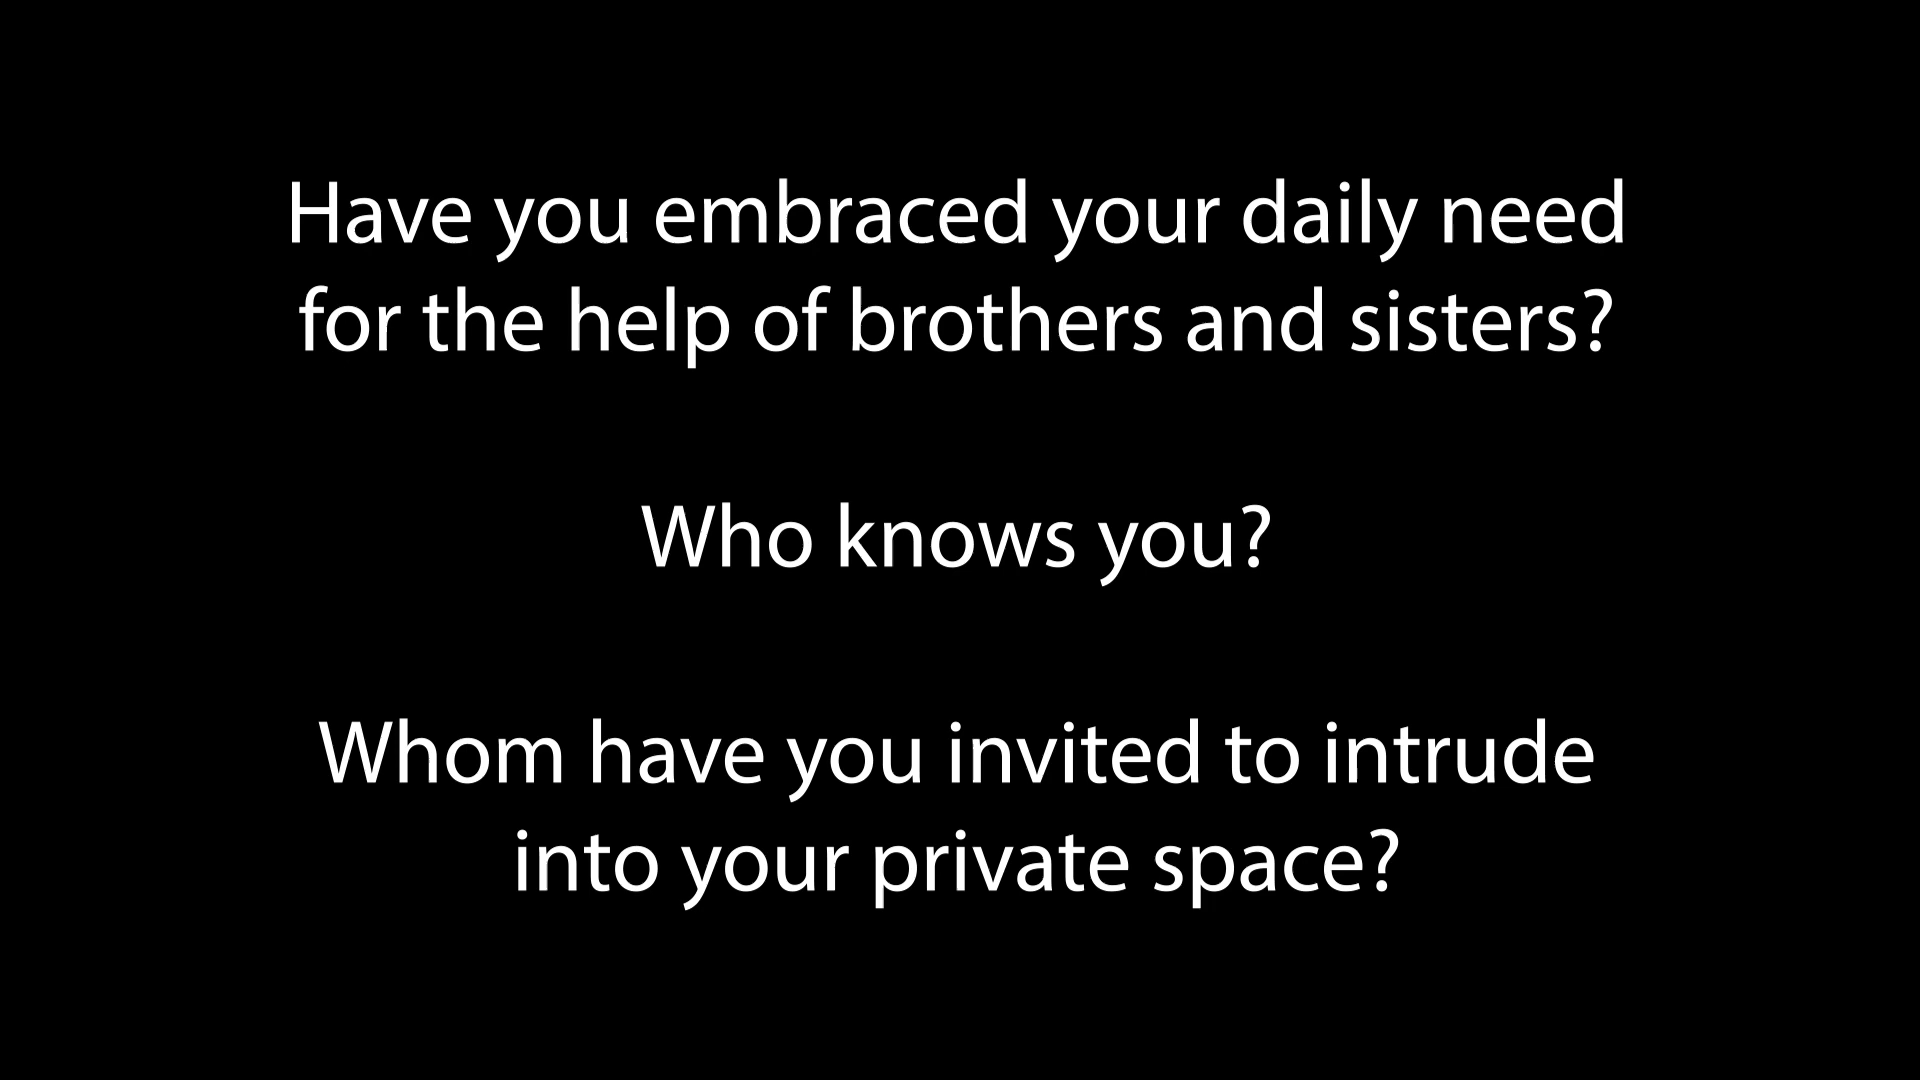 Have you embraced your daily need
for the help of brothers and sisters?
Who knows you?
Whom have you invited to intrude
into your private space?